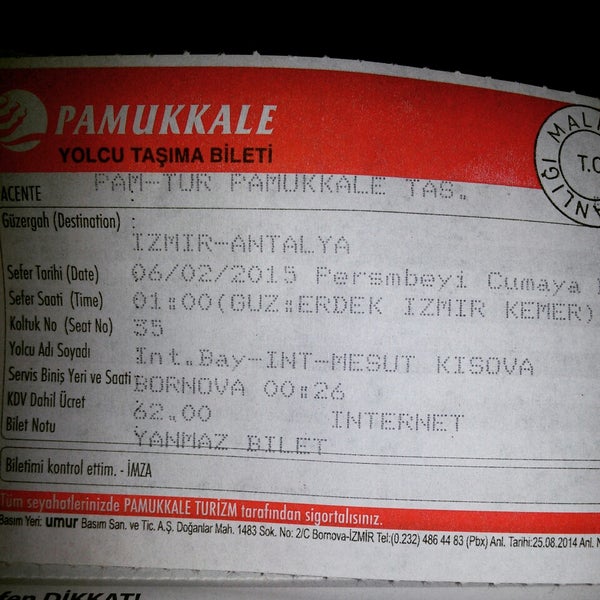 PAMUKKALE
YOLCU TAŞIMA BİLETİ
MALİ
T.C
ANLIĞI
ACENTE : PAM-TUR PAMUKKALE TAS.
Güzergah (Destination) :
IZMIR-ANTALYA
Sefer Tarihi (Date) 06/02/2015 Persmbeyi Cumaya
Sefer Saati (Time) 01:00(GUZ:ERDEK IZMIR KEMER)
Koltuk No (Seat No) 35
Yolcu Adı Soyadı Int.Bay-INT-MESUT KISOVA
Servis Biniş Yeri ve Saati BORNOVA 00:26
KDV Dahil Ücret 62.00 INTERNET
Bilet Notu YANMAZ BILET
Biletimi kontrol ettim. - İMZA
Tüm seyahatlerinizde PAMUKKALE TURİZM tarafından sigortalısınız.
Basım Yeri: umur Basım San. ve Tic. A.Ş. Doğanlar Mah. 1483 Sok. No: 2/C Bornova-İZMİR Tel:(0.232) 486 44 83 (Pbx) Anl. Tarihi:25.08.2014 Anl. N
fen DİKKATI